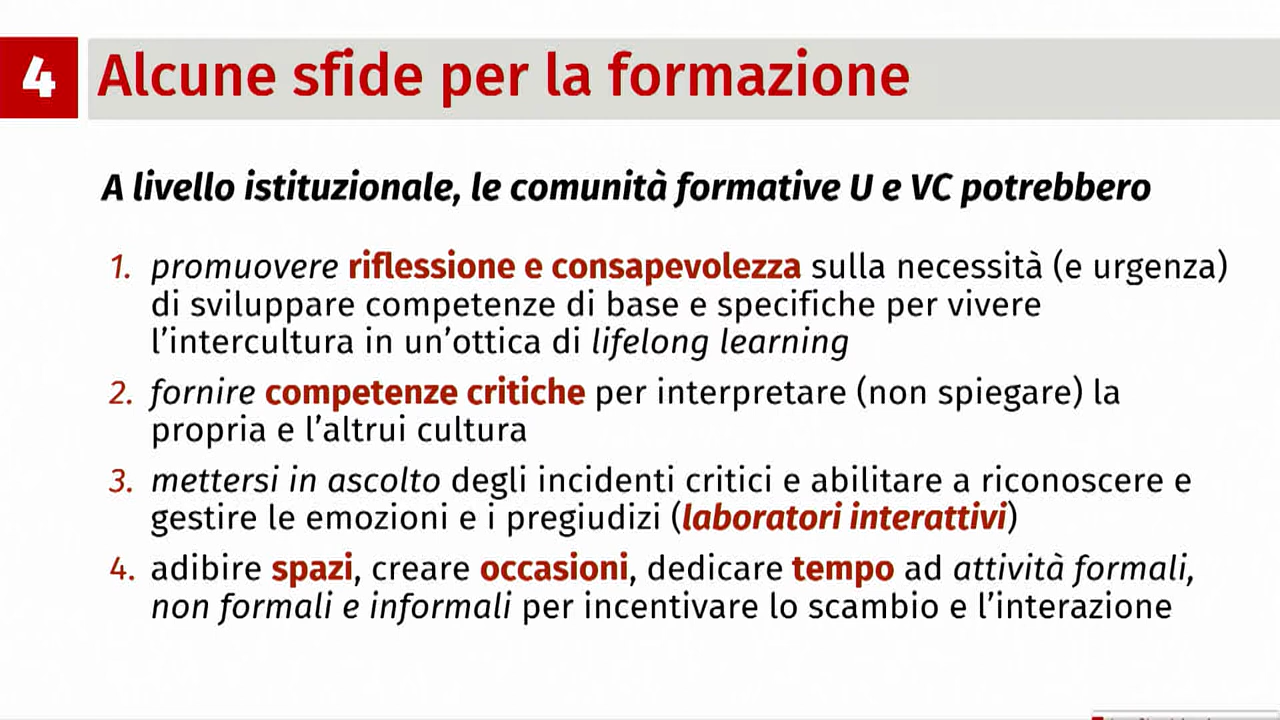 4 Alcune sfide per la formazione
A livello istituzionale, le comunità formative U e VC potrebbero
1. promuovere riflessione e consapevolezza sulla necessità (e urgenza)
di sviluppare competenze di base e specifiche per vivere
l’intercultura in un’ottica di lifelong learning
2. fornire competenze critiche per interpretare (non spiegare) la
propria e l’altrui cultura
3. mettersi in ascolto degli incidenti critici e abilitare a riconoscere e
gestire le emozioni e i pregiudizi (laboratori interattivi)
4. adibire spazi, creare occasioni, dedicare tempo ad attività formali,
non formali e informali per incentivare lo scambio e l’interazione